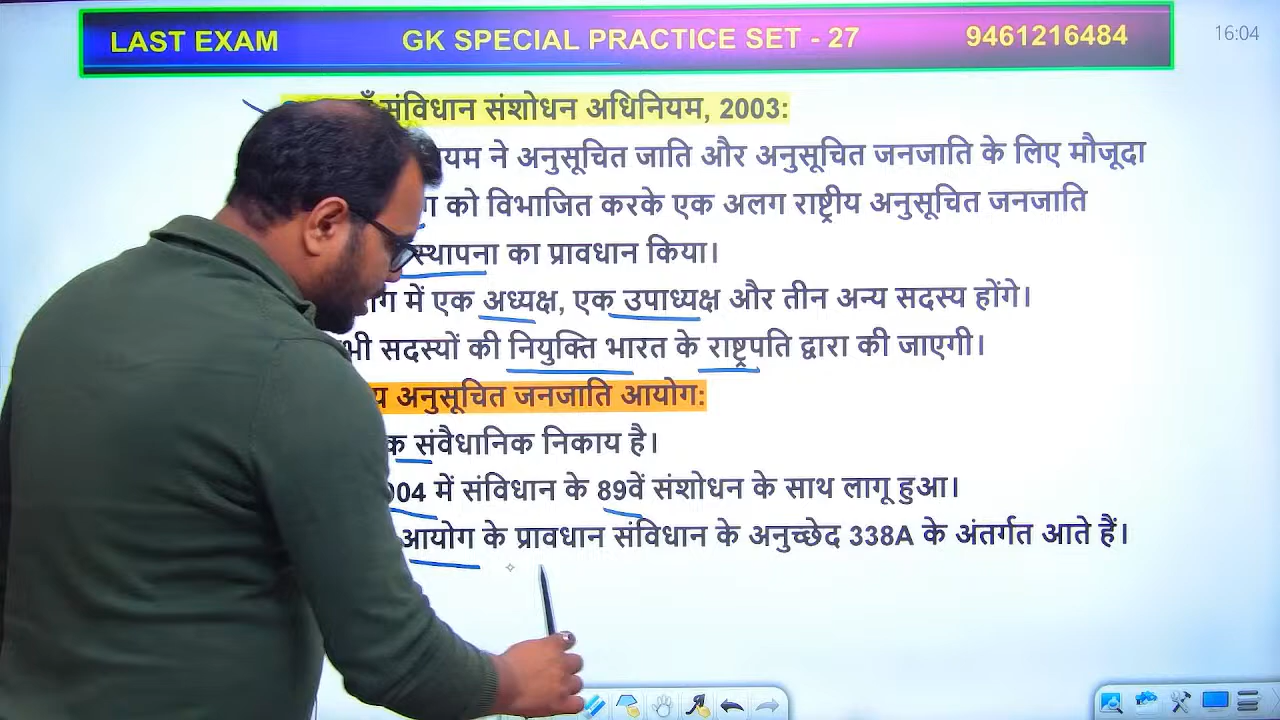 LAST EXAM GK SPECIAL PRACTICE SET - 27 9461216484
16:04
संविधान संशोधन अधिनियम, 2003:
ने अनुसूचित जाति और अनुसूचित जनजाति के लिए मौजूदा
को विभाजित करके एक अलग राष्ट्रीय अनुसूचित जनजाति
स्थापना का प्रावधान किया।
में एक अध्यक्ष, एक उपाध्यक्ष और तीन अन्य सदस्य होंगे।
सदस्यों की नियुक्ति भारत के राष्ट्रपति द्वारा की जाएगी।
अनुसूचित जनजाति आयोग:
संवैधानिक निकाय है।
में संविधान के 89वें संशोधन के साथ लागू हुआ।
आयोग के प्रावधान संविधान के अनुच्छेद 338A के अंतर्गत आते हैं।